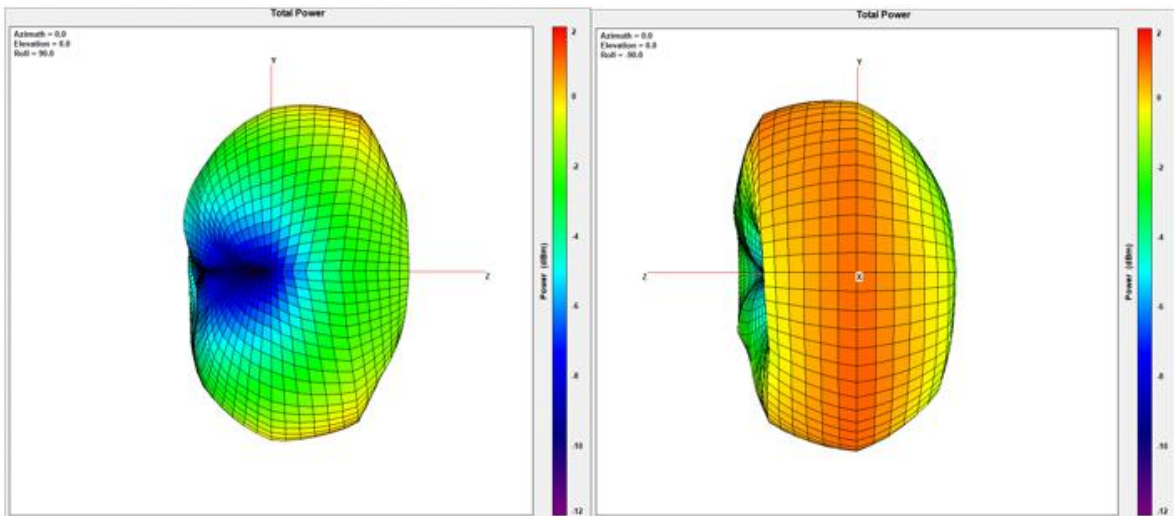 Total Power
Azimuth = 0.0
Elevation = 0.0
Roll = 90.0
Y
Z
2
0
-2
-4
-6
-8
-10
-12
Power (dBm)
Total Power
Azimuth = 0.0
Elevation = 0.0
Roll = -90.0
Y
Z
X
2
0
-2
-4
-6
-8
-10
-12
Power (dBm)